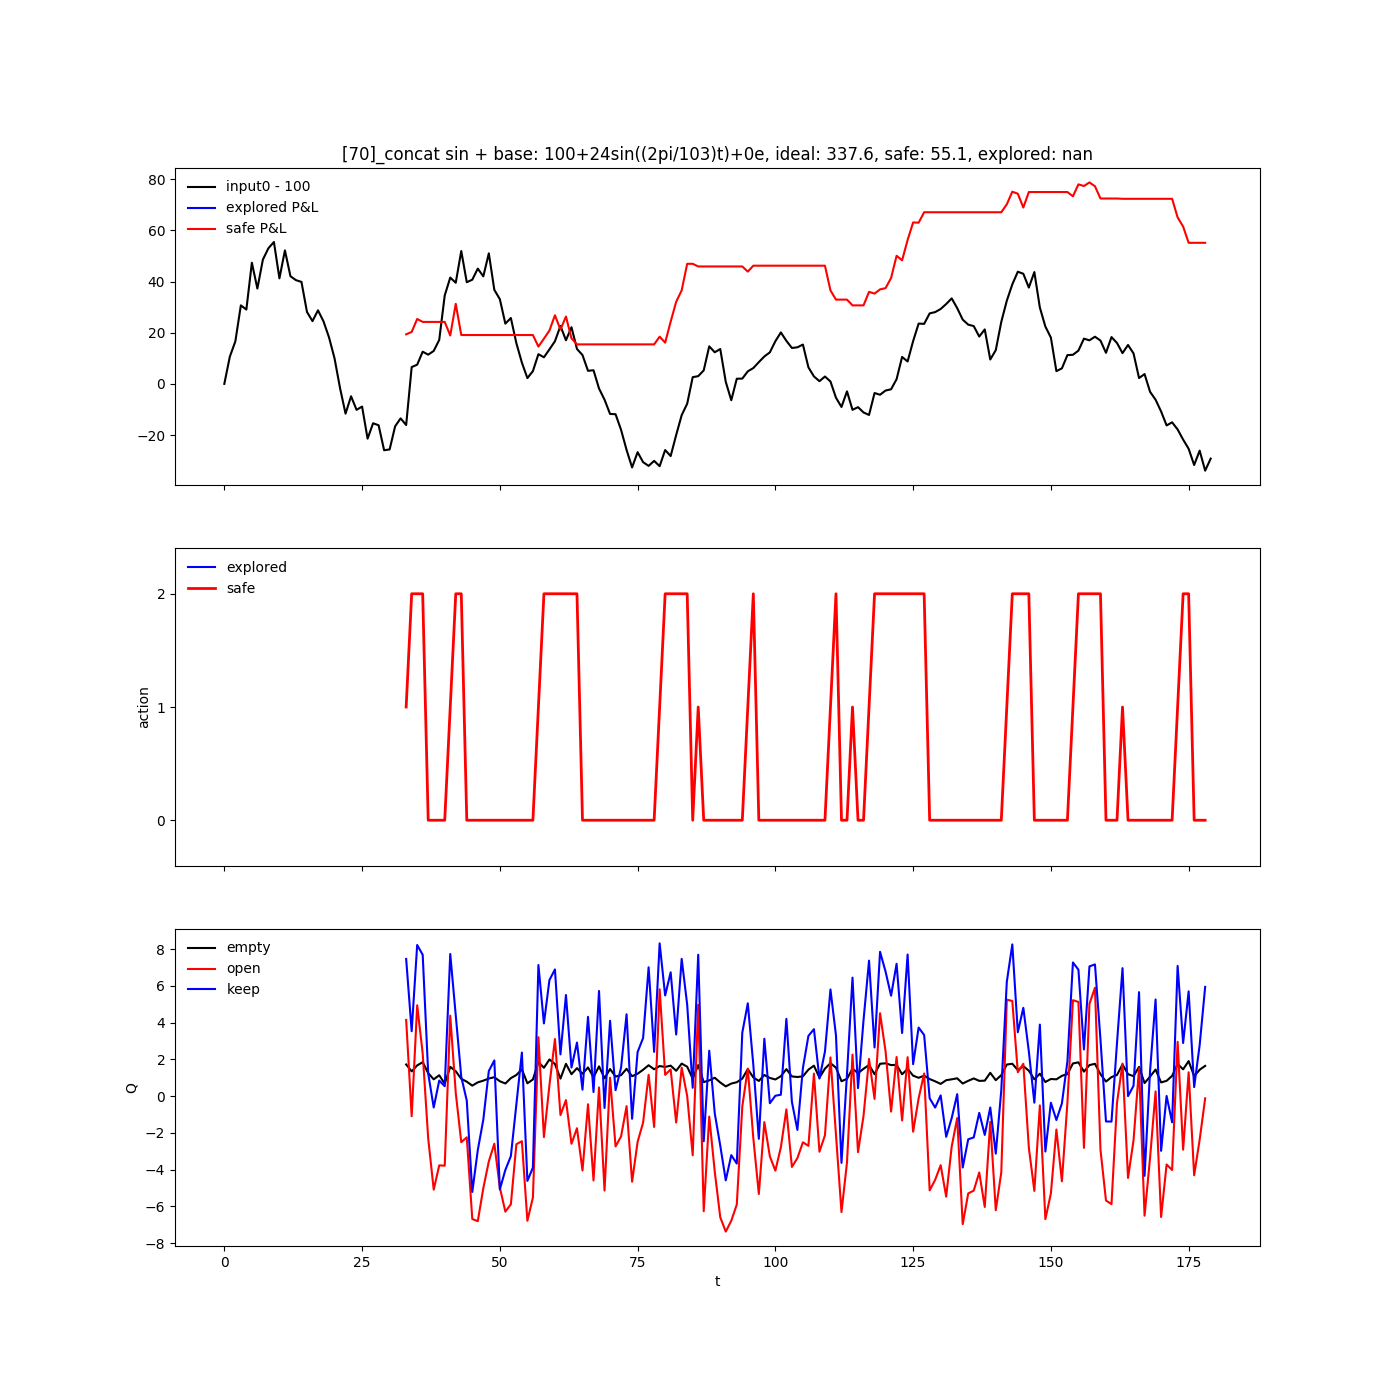 [70]_concat sin + base: 100+24sin((2pi/103)t)+0e, ideal: 337.6, safe: 55.1, explored: nan
80
60
40
20
0
−20
input0 - 100
explored P&L
safe P&L
2
1
0
action
explored
safe
8
6
4
2
0
−2
−4
−6
−8
Q
empty
open
keep
0 25 50 75 100 125 150 175
t